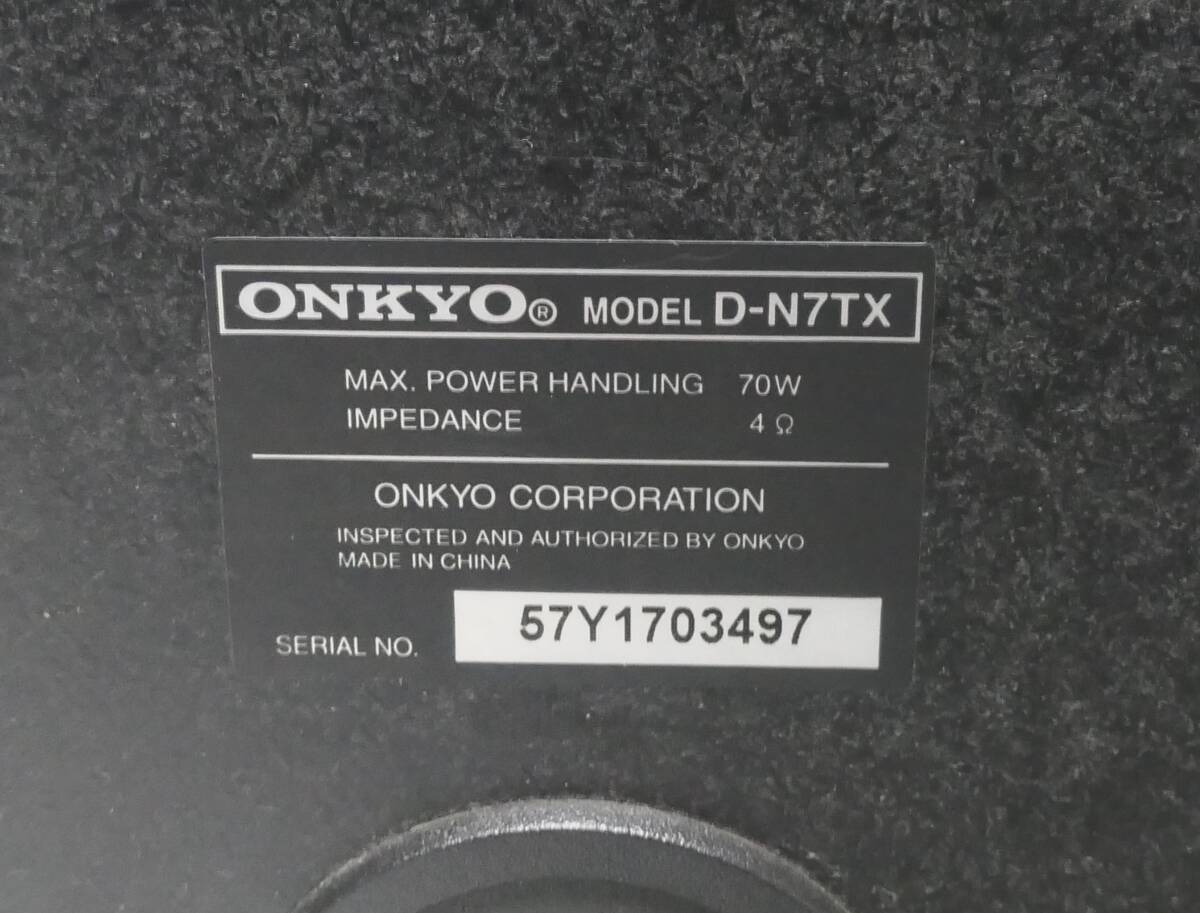 ONKYO® MODEL D-N7TX
MAX. POWER HANDLING 70W
IMPEDANCE 4 Ω
ONKYO CORPORATION
INSPECTED AND AUTHORIZED BY ONKYO
MADE IN CHINA
SERIAL NO. 57Y1703497